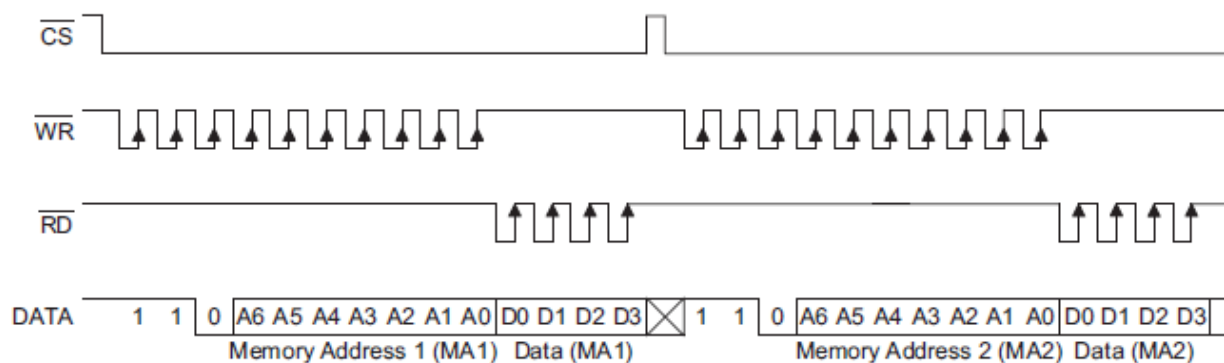 CS
WR
RD
DATA 1 1 0 A6 A5 A4 A3 A2 A1 A0 D0 D1 D2 D3 1 1 0 A6 A5 A4 A3 A2 A1 A0 D0 D1 D2 D3
Memory Address 1 (MA1) Data (MA1) Memory Address 2 (MA2) Data (MA2)